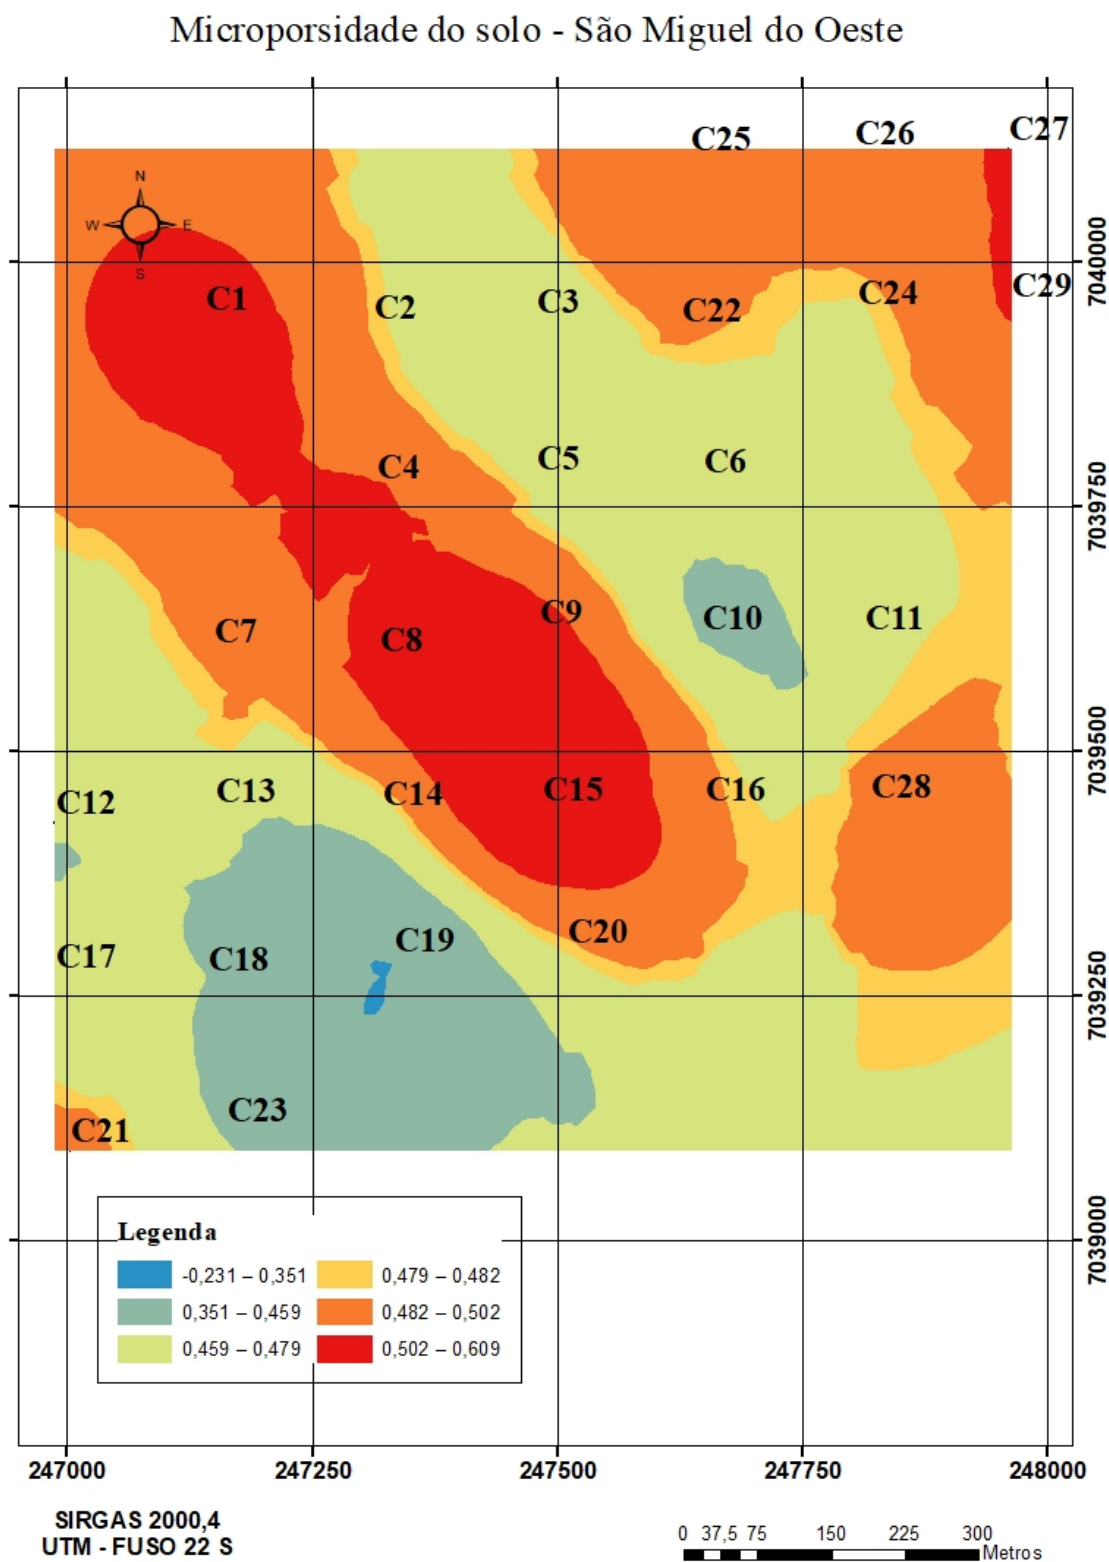 Microporsidade do solo - São Miguel do Oeste
C25 C26 C27
N
W E
S
7040000
C1 C2 C3 C22 C24 C29
C4 C5 C6
7039750
C7 C8 C9 C10 C11
7039500
C12 C13 C14 C15 C16 C28
C17 C18 C19 C20
7039250
C21 C23
Legenda
7039000
-0,231 – 0,351 0,479 – 0,482
0,351 – 0,459 0,482 – 0,502
0,459 – 0,479 0,502 – 0,609
247000 247250 247500 247750 248000
SIRGAS 2000,4
UTM - FUSO 22 S
0 37,5 75 150 225 300
Metros